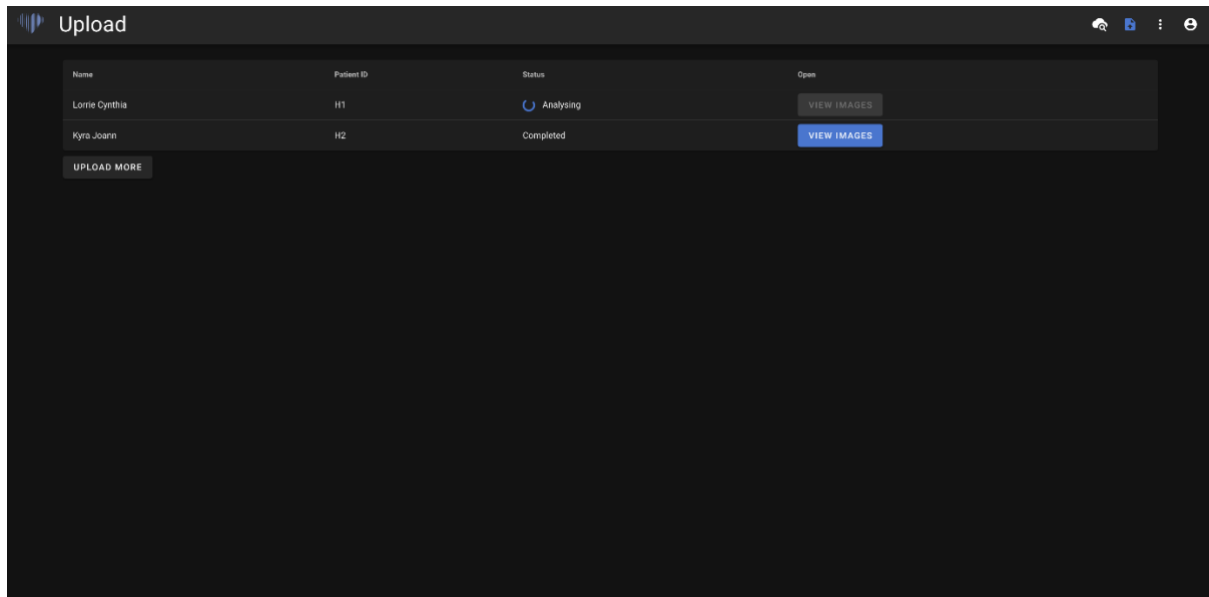 Upload
Name Patient ID Status Open
Lorrie Cynthia H1 Analysing VIEW IMAGES
Kyra Joann H2 Completed VIEW IMAGES
UPLOAD MORE